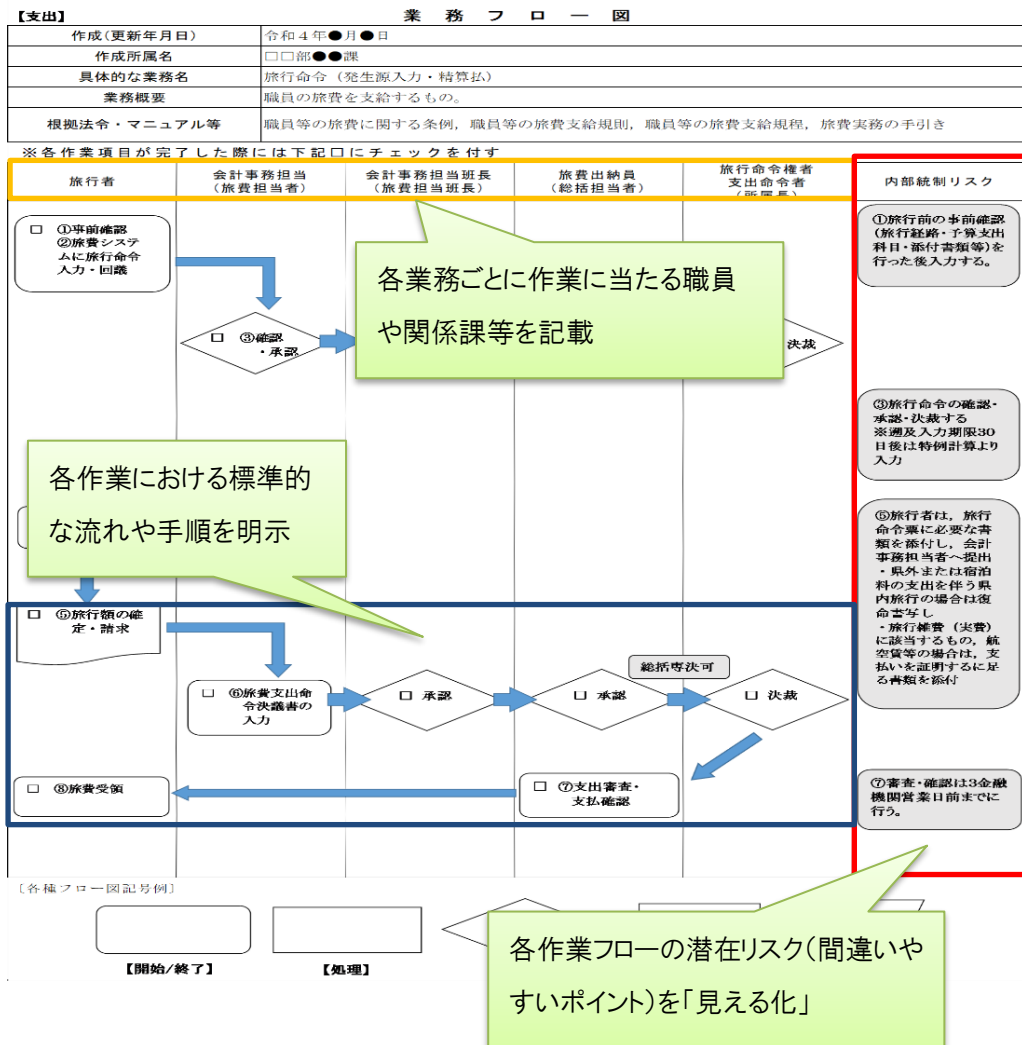 【支出】
業務フロー図
作成(更新年月日)
令和４年●月●日
作成所属名
□□部●●課
具体的な業務名
旅行命令（発生源入力・精算払）
業務概要
職員の旅費を支給するもの。
根拠法令・マニュアル等
職員等の旅費に関する条例，職員等の旅費支給規則，職員等の旅費支給規程，旅費実務の手引き
※各作業項目が完了した際には下記□にチェックを付す
旅行者
会計事務担当
（旅費担当者）
会計事務担当班長
（旅費担当班長）
旅費出納員
（総括担当者）
旅行命令権者
支出命令者
（所属長）
内部統制リスク
□ ①事前確認
②旅費システ
ムに旅行命令
入力・回議
①旅行前の事前確認
(旅行経路・予算支出
科目・添付書類等)を
行った後入力する。
各業務ごとに作業に当たる職員
や関係課等を記載
□ ③確認
・承認
決裁
③旅行命令の確認・
承認・決裁する
※遡及入力期限30
日後は特例計算より
入力
各作業における標準的
な流れや手順を明示
⑤旅行者は，旅行
命令票に必要な書
類を添付し，会計
事務担当者へ提出
・県外または宿泊
料の支出を伴う県
内旅行の場合は復
命書写し
・旅行雑費（実費）
に該当するもの，航
空賃等の場合は，支
払いを証明するに足
る書類を添付
□ ⑤旅行額の確
定・請求
総括専決可
□ ⑥旅費支出命
令決議書の
入力
□ 承認
□ 承認
□ 決裁
□ ⑧旅費受領
□ ⑦支出審査・
支払確認
⑦審査・確認は3金融
機関営業日前までに
行う。
［各種フロー図記号例］
【開始/終了】
【処理】
各作業フローの潜在リスク（間違いや
すいポイント）を「見える化」